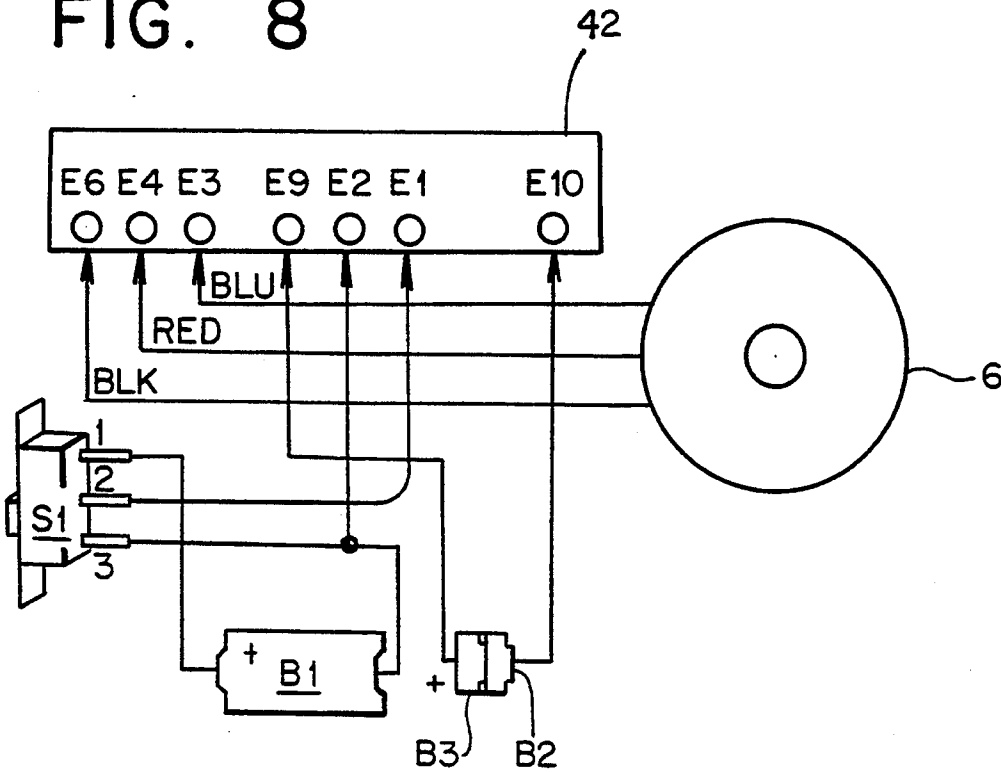 FIG. 8
42
E6 E4 E3 E9 E2 E1 E10
BLU
RED
BLK
6
1
2
S1
3
+
B1
+
B3
B2